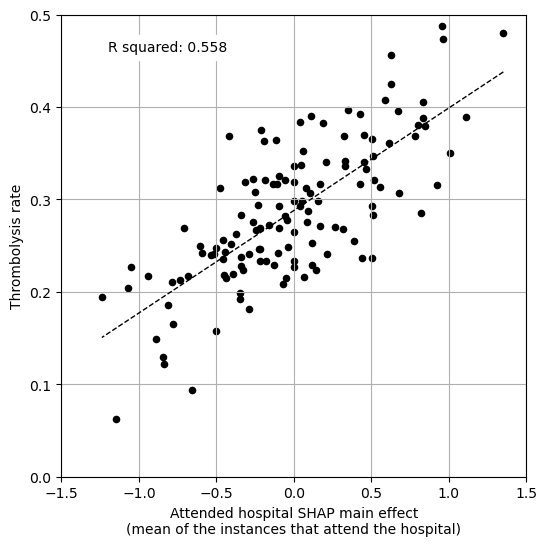 0.5
R squared: 0.558
0.4
0.3
0.2
0.1
0.0
Thrombolysis rate
−1.5 −1.0 −0.5 0.0 0.5 1.0 1.5
Attended hospital SHAP main effect
(mean of the instances that attend the hospital)